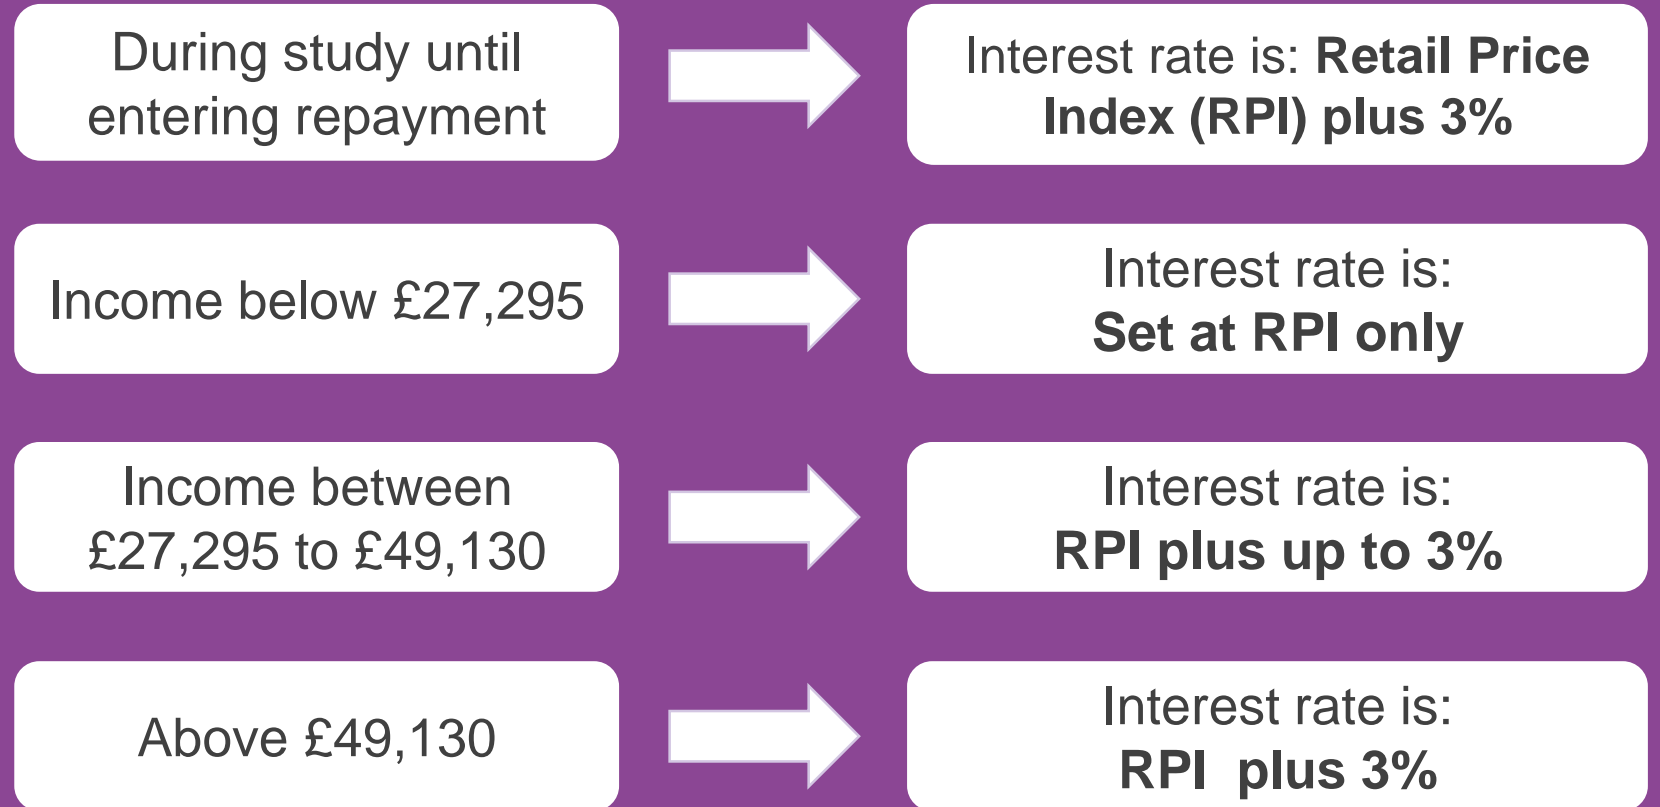 During study until
entering repayment
Interest rate is: Retail Price
Index (RPI) plus 3%
Income below £27,295
Interest rate is:
Set at RPI only
Income between
£27,295 to £49,130
Interest rate is:
RPI plus up to 3%
Above £49,130
Interest rate is:
RPI  plus 3%